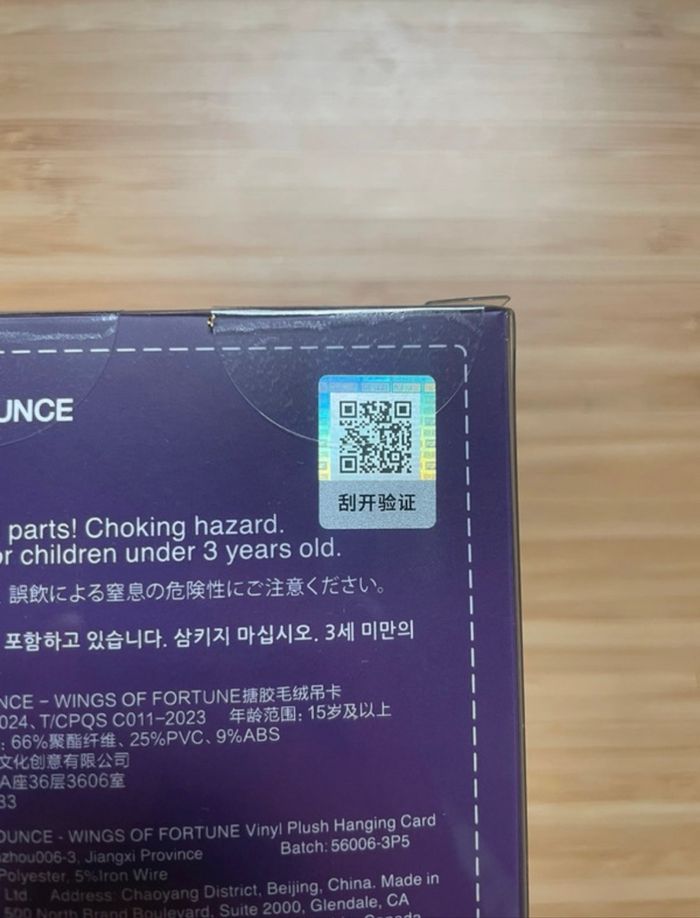 UNCE
刮开验证
parts! Choking hazard.
or children under 3 years old.
誤飲による窒息の危険性にご注意ください。
포함하고 있습니다. 삼키지 마십시오. 3세 미만의
NCE – WINGS OF FORTUNE搪胶毛绒吊卡
024、T/CPQS C011–2023 年龄范围: 15岁及以上
: 66%聚酯纤维、25%PVC、9%ABS
文化创意有限公司
A座36层3606室
33
OUNCE - WINGS OF FORTUNE Vinyl Plush Hanging Card
zhou006-3, Jiangxi Province Batch: 56006-3P5
Polyester, 5%Iron Wire
Ltd. Address: Chaoyang District, Beijing, China. Made in
500 North Brand Boulevard, Suite 2000, Glendale, CA
Canada